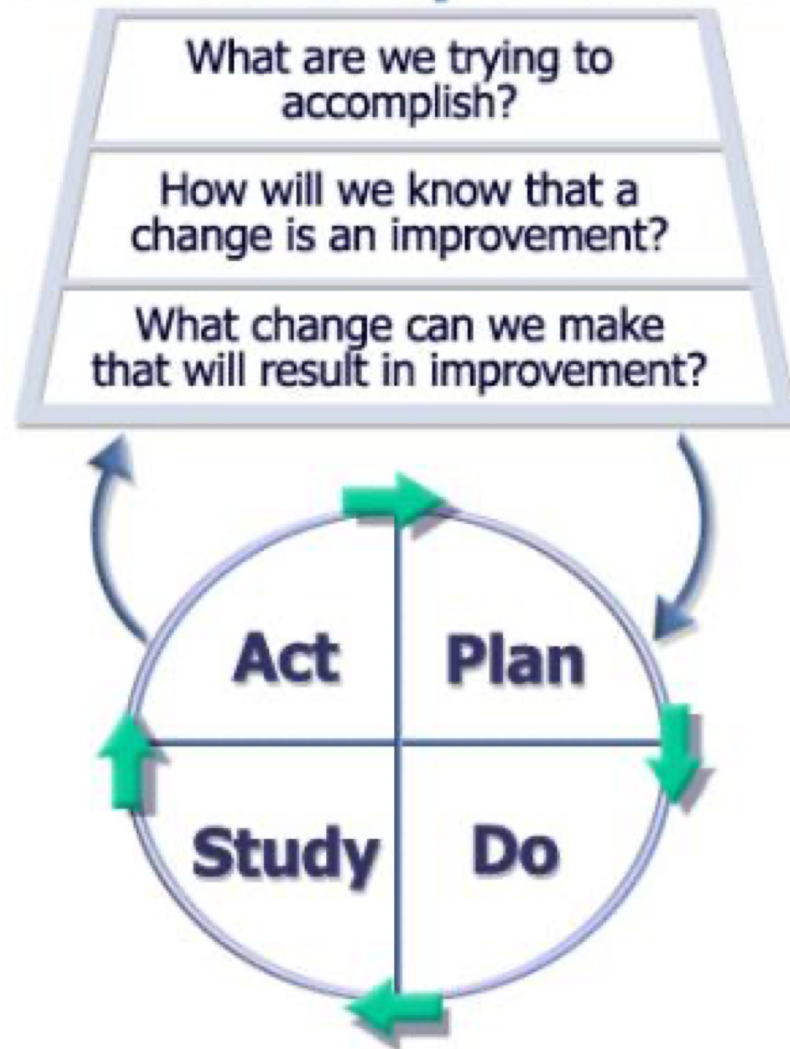 What are we trying to
accomplish?
How will we know that a
change is an improvement?
What change can we make
that will result in improvement?
Act
Plan
Study
Do